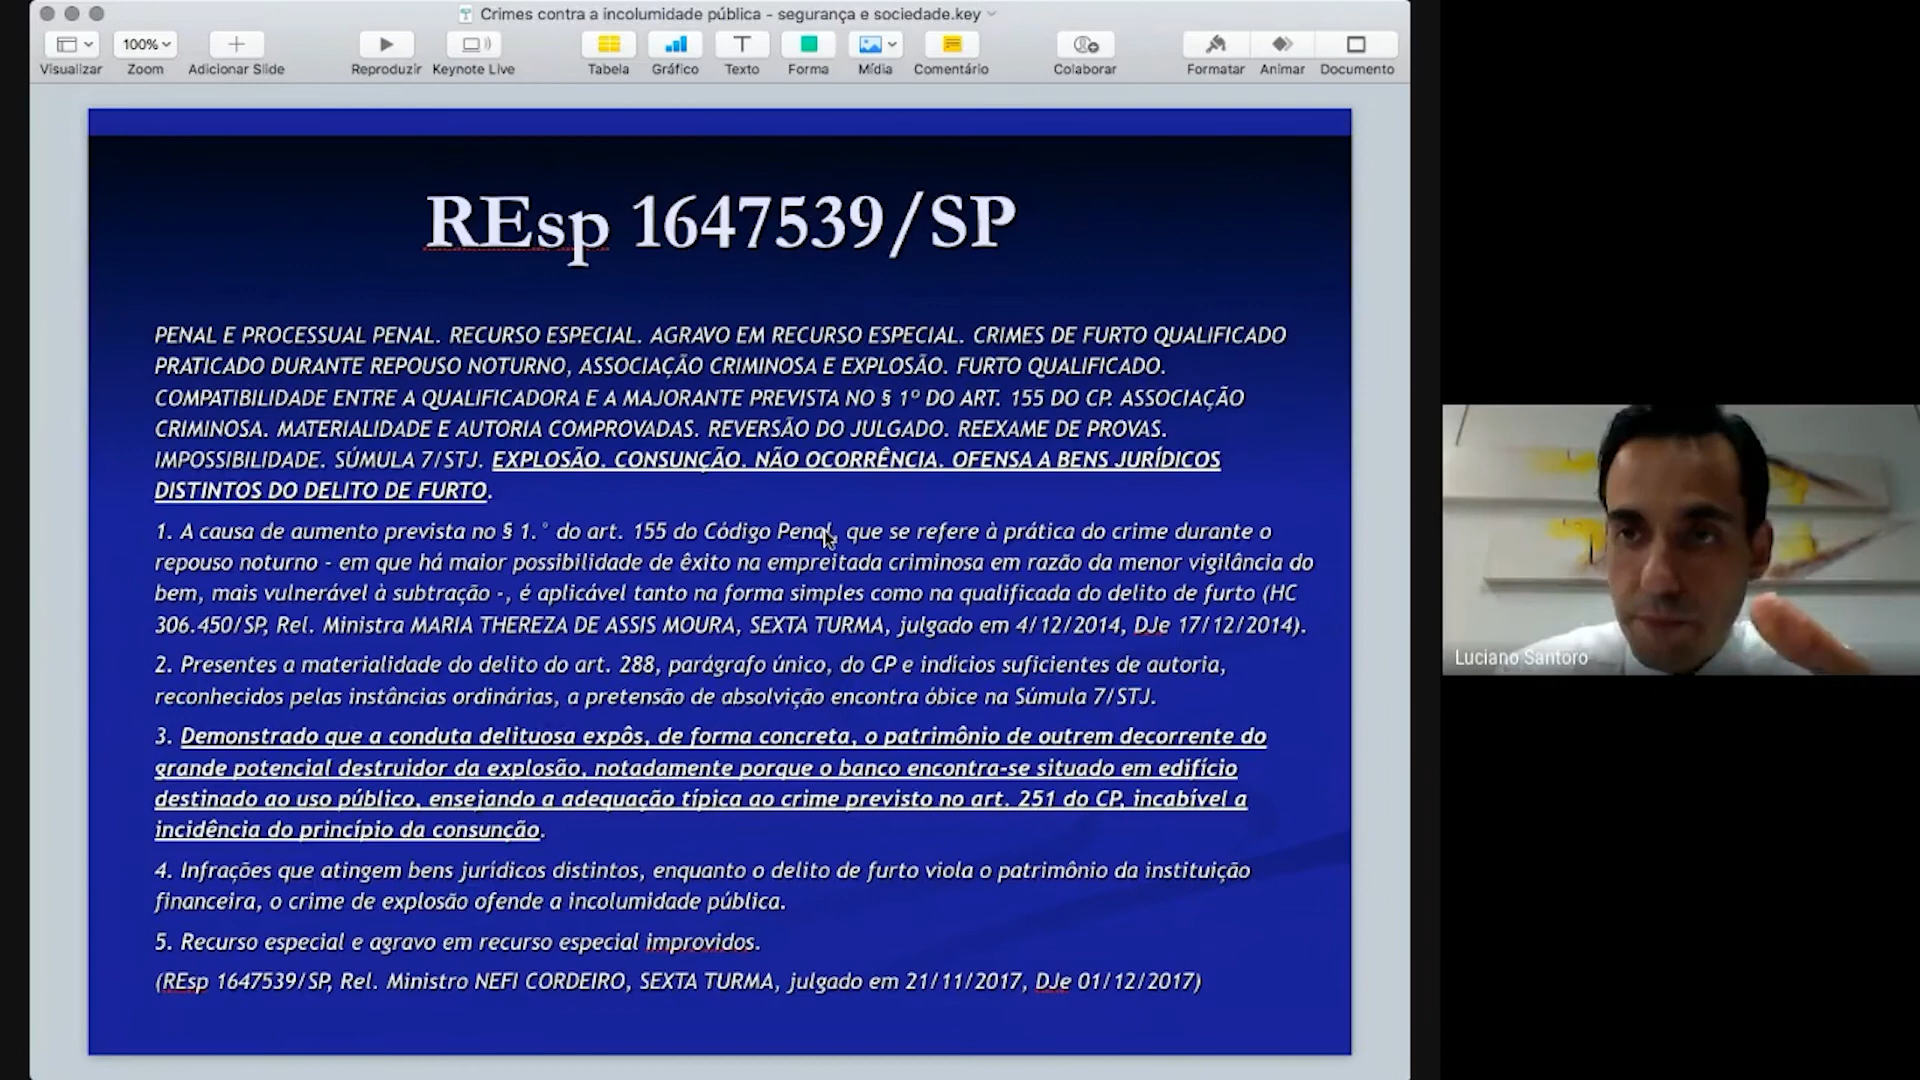 Crimes contra a incolumidade pública - segurança e sociedade.key
100%
Visualizar Zoom Adicionar Slide Reproduzir Keynote Live Tabela Gráfico Texto Forma Mídia Comentário Colaborar Formatar Animar Documento
REsp 1647539/SP
PENAL E PROCESSUAL PENAL. RECURSO ESPECIAL. AGRAVO EM RECURSO ESPECIAL. CRIMES DE FURTO QUALIFICADO
PRATICADO DURANTE REPOUSO NOTURNO, ASSOCIAÇÃO CRIMINOSA E EXPLOSÃO. FURTO QUALIFICADO.
COMPATIBILIDADE ENTRE A QUALIFICADORA E A MAJORANTE PREVISTA NO § 1º DO ART. 155 DO CP. ASSOCIAÇÃO
CRIMINOSA. MATERIALIDADE E AUTORIA COMPROVADAS. REVERSÃO DO JULGADO. REEXAME DE PROVAS.
IMPOSSIBILIDADE. SÚMULA 7/STJ. EXPLOSÃO. CONSUNÇÃO. NÃO OCORRÊNCIA. OFENSA A BENS JURÍDICOS
DISTINTOS DO DELITO DE FURTO.
1. A causa de aumento prevista no § 1.° do art. 155 do Código Penal, que se refere à prática do crime durante o
repouso noturno - em que há maior possibilidade de êxito na empreitada criminosa em razão da menor vigilância do
bem, mais vulnerável à subtração -, é aplicável tanto na forma simples como na qualificada do delito de furto (HC
306.450/SP, Rel. Ministra MARIA THEREZA DE ASSIS MOURA, SEXTA TURMA, julgado em 4/12/2014, DJe 17/12/2014).
2. Presentes a materialidade do delito do art. 288, parágrafo único, do CP e indícios suficientes de autoria,
reconhecidos pelas instâncias ordinárias, a pretensão de absolvição encontra óbice na Súmula 7/STJ.
3. Demonstrado que a conduta delituosa expôs, de forma concreta, o patrimônio de outrem decorrente do
grande potencial destruidor da explosão, notadamente porque o banco encontra-se situado em edifício
destinado ao uso público, ensejando a adequação típica ao crime previsto no art. 251 do CP, incabível a
incidência do princípio da consunção.
4. Infrações que atingem bens jurídicos distintos, enquanto o delito de furto viola o patrimônio da instituição
financeira, o crime de explosão ofende a incolumidade pública.
5. Recurso especial e agravo em recurso especial improvidos.
(REsp 1647539/SP, Rel. Ministro NEFI CORDEIRO, SEXTA TURMA, julgado em 21/11/2017, DJe 01/12/2017)
Luciano Santoro